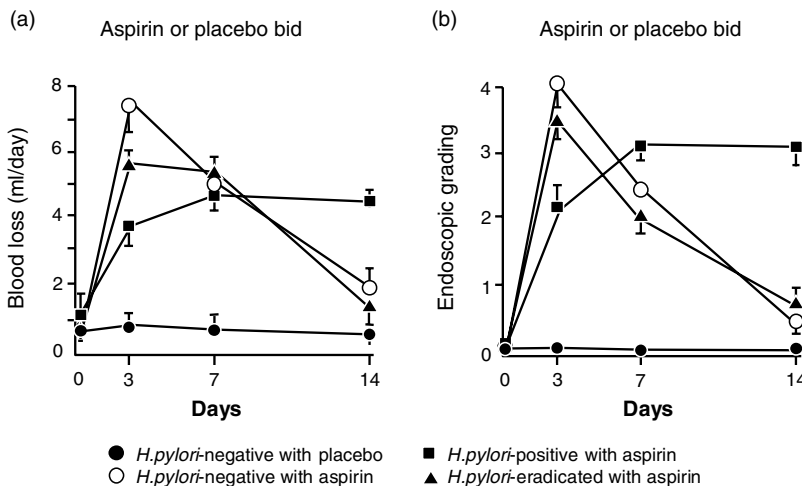 (a)
Aspirin or placebo bid
Blood loss (ml/day)
8
6
4
2
0
0 3 7 14
Days
(b)
Aspirin or placebo bid
Endoscopic grading
4
3
2
1
0
0 3 7 14
Days
H.pylori-negative with placebo
H.pylori-negative with aspirin
H.pylori-positive with aspirin
H.pylori-eradicated with aspirin